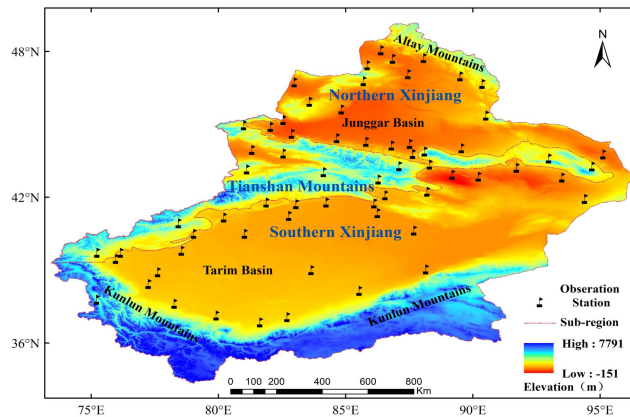 48°N
Altay Mountains
N
Northern Xinjiang
Junggar Basin
42°N
Tianshan Mountains
Southern Xinjiang
Tarim Basin
Kunlun Mountains
Kunlun Mountains
36°N
Obseration
Station
Sub-region
High : 7791
Low : -151
Elevation（m）
0 100 200 400 600 800
Km
75°E 80°E 85°E 90°E 95°E